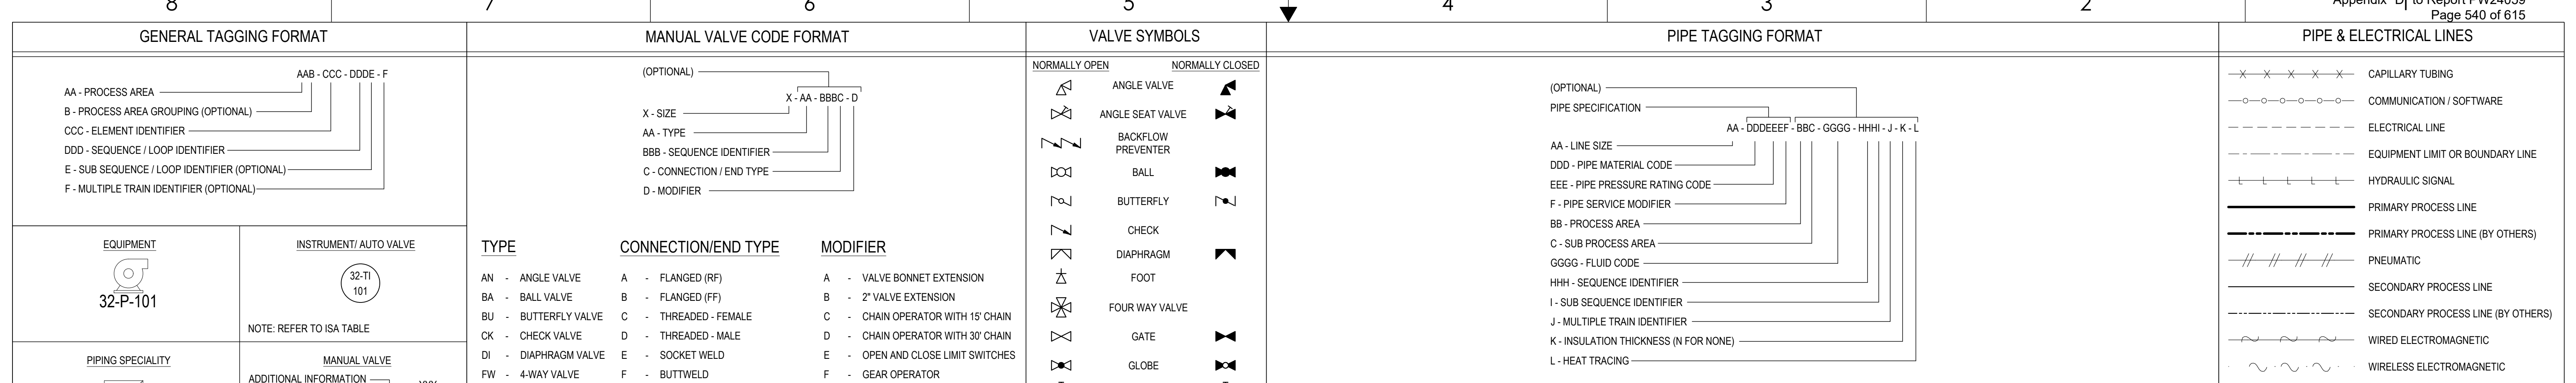 8
7
6
5
4
3
2
Appendix "D" to Report PW24059
Page 540 of 615
GENERAL TAGGING FORMAT
AAB - CCC - DDDE - F
AA - PROCESS AREA
B - PROCESS AREA GROUPING (OPTIONAL)
CCC - ELEMENT IDENTIFIER
DDD - SEQUENCE / LOOP IDENTIFIER
E - SUB SEQUENCE / LOOP IDENTIFIER (OPTIONAL)
F - MULTIPLE TRAIN IDENTIFIER (OPTIONAL)
EQUIPMENT
32-P-101
INSTRUMENT/ AUTO VALVE
32-TI
101
NOTE: REFER TO ISA TABLE
PIPING SPECIALITY
MANUAL VALVE
ADDITIONAL INFORMATION
MANUAL VALVE CODE FORMAT
(OPTIONAL)
X - AA - BBBC - D
X - SIZE
AA - TYPE
BBB - SEQUENCE IDENTIFIER
C - CONNECTION / END TYPE
D - MODIFIER
TYPE
AN - ANGLE VALVE
BA - BALL VALVE
BU - BUTTERFLY VALVE
CK - CHECK VALVE
DI - DIAPHRAGM VALVE
FW - 4-WAY VALVE
CONNECTION/END TYPE
A - FLANGED (RF)
B - FLANGED (FF)
C - THREADED - FEMALE
D - THREADED - MALE
E - SOCKET WELD
F - BUTTWELD
MODIFIER
A - VALVE BONNET EXTENSION
B - 2" VALVE EXTENSION
C - CHAIN OPERATOR WITH 15' CHAIN
D - CHAIN OPERATOR WITH 30' CHAIN
E - OPEN AND CLOSE LIMIT SWITCHES
F - GEAR OPERATOR
VALVE SYMBOLS
NORMALLY OPEN NORMALLY CLOSED
ANGLE VALVE
ANGLE SEAT VALVE
BACKFLOW
PREVENTER
BALL
BUTTERFLY
CHECK
DIAPHRAGM
FOOT
FOUR WAY VALVE
GATE
GLOBE
PIPE TAGGING FORMAT
(OPTIONAL)
PIPE SPECIFICATION
AA - DDDEEEF - BBC - GGGG - HHHI - J - K - L
AA - LINE SIZE
DDD - PIPE MATERIAL CODE
EEE - PIPE PRESSURE RATING CODE
F - PIPE SERVICE MODIFIER
BB - PROCESS AREA
C - SUB PROCESS AREA
GGGG - FLUID CODE
HHH - SEQUENCE IDENTIFIER
I - SUB SEQUENCE IDENTIFIER
J - MULTIPLE TRAIN IDENTIFIER
K - INSULATION THICKNESS (N FOR NONE)
L - HEAT TRACING
PIPE & ELECTRICAL LINES
CAPILLARY TUBING
COMMUNICATION / SOFTWARE
ELECTRICAL LINE
EQUIPMENT LIMIT OR BOUNDARY LINE
HYDRAULIC SIGNAL
PRIMARY PROCESS LINE
PRIMARY PROCESS LINE (BY OTHERS)
PNEUMATIC
SECONDARY PROCESS LINE
SECONDARY PROCESS LINE (BY OTHERS)
WIRED ELECTROMAGNETIC
WIRELESS ELECTROMAGNETIC